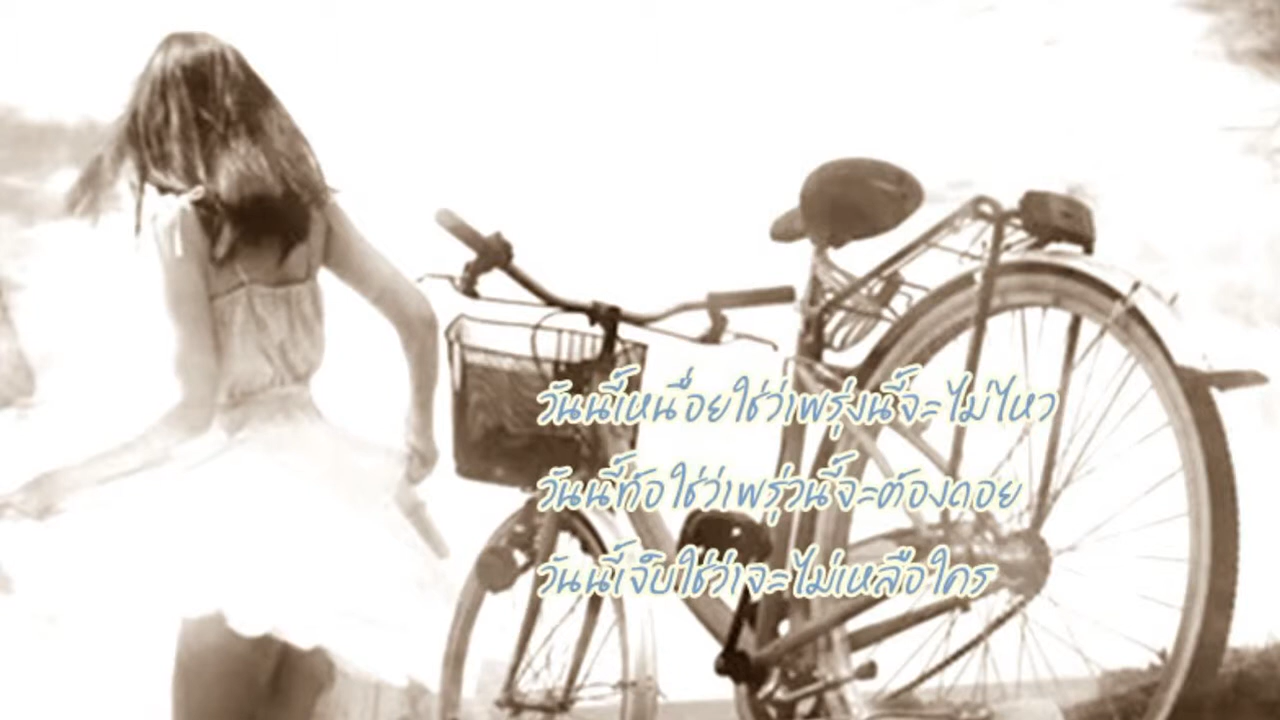 วันนี้เหนื่อยใช่ว่าพรุ่งนี้จะไม่ไหว
วันนี้ท้อใช่ว่าพรุ่วนี้จะต้องถอย
วันนี้เจ็บใช่ว่าจะไม่เหลือใคร